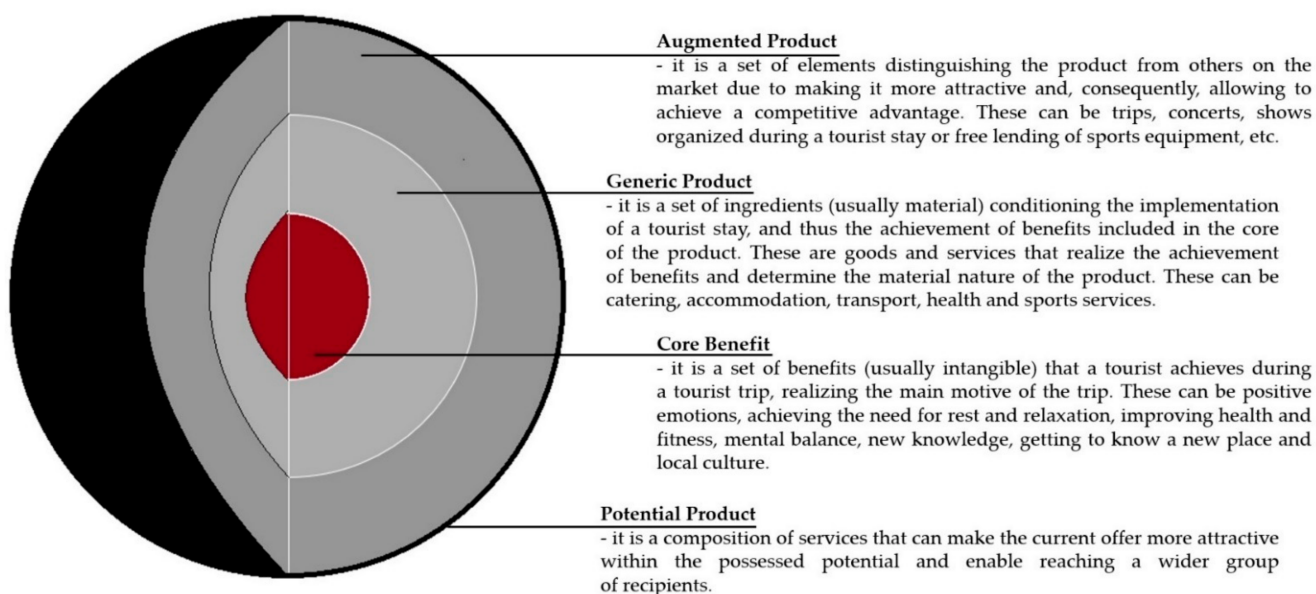 Augmented Product
- it is a set of elements distinguishing the product from others on the
market due to making it more attractive and, consequently, allowing to
achieve a competitive advantage. These can be trips, concerts, shows
organized during a tourist stay or free lending of sports equipment, etc.
Generic Product
- it is a set of ingredients (usually material) conditioning the implementation
of a tourist stay, and thus the achievement of benefits included in the core
of the product. These are goods and services that realize the achievement
of benefits and determine the material nature of the product. These can be
catering, accommodation, transport, health and sports services.
Core Benefit
- it is a set of benefits (usually intangible) that a tourist achieves during
a tourist trip, realizing the main motive of the trip. These can be positive
emotions, achieving the need for rest and relaxation, improving health and
fitness, mental balance, new knowledge, getting to know a new place and
local culture.
Potential Product
- it is a composition of services that can make the current offer more attractive
within the possessed potential and enable reaching a wider group
of recipients.